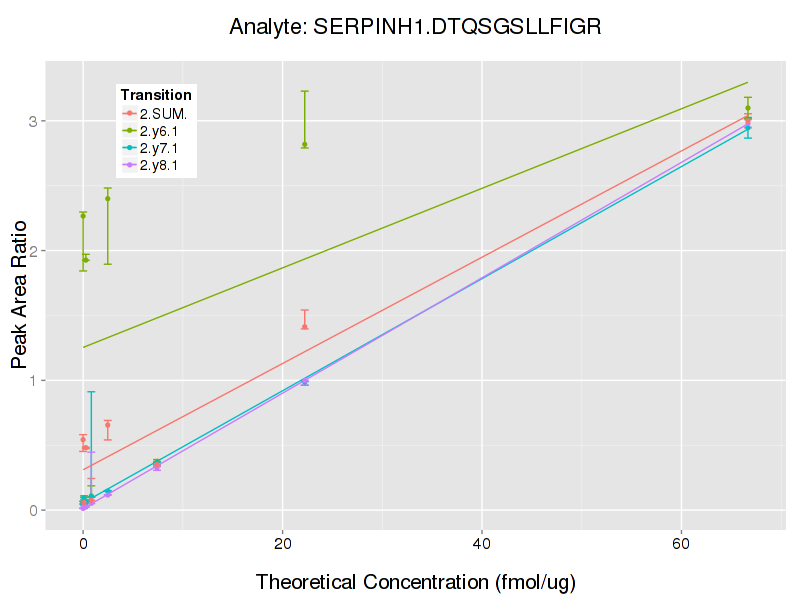 Analyte: SERPINH1.DTQSGSLLFIGR
Transition
2.SUM.
2.y6.1
2.y7.1
2.y8.1
3
2
1
0
Peak Area Ratio
0 20 40 60
Theoretical Concentration (fmol/ug)